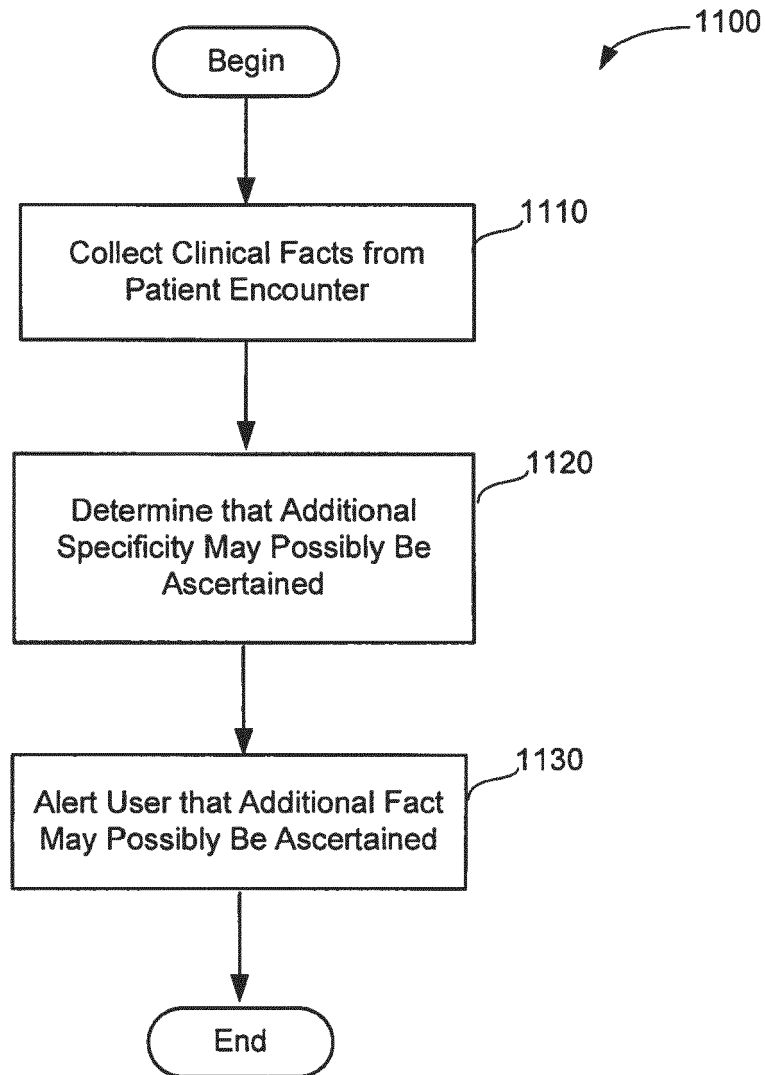 1100
Begin
1110
Collect Clinical Facts from
Patient Encounter
1120
Determine that Additional
Specificity May Possibly Be
Ascertained
1130
Alert User that Additional Fact
May Possibly Be Ascertained
End